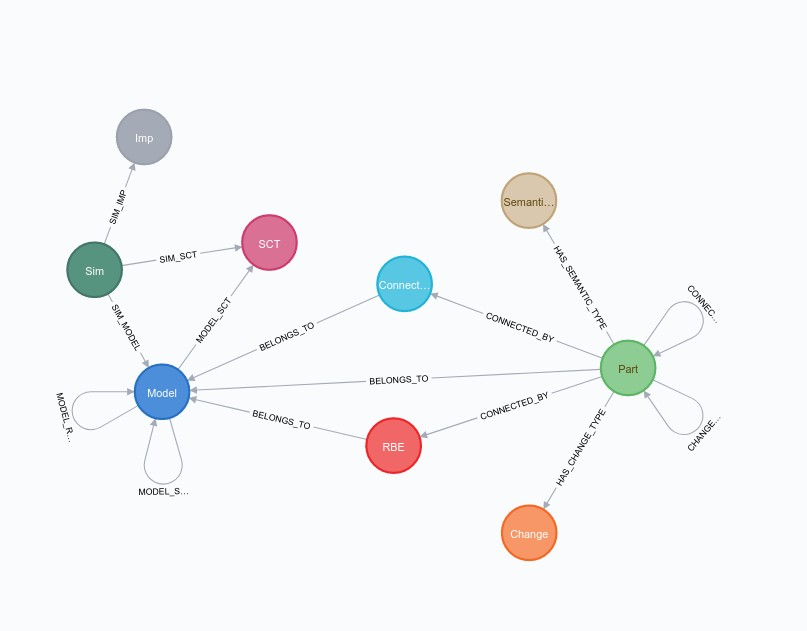 Imp
SIM_IMP
Semanti...
SCT
SIM_SCT
Sim
HAS_SEMANTIC_TYPE
Connect...
CONNEC...
MODEL_SCT
SIM_MODEL
CONNECTED_BY
BELONGS_TO
Part
BELONGS_TO
Model
CONNECTED_BY
MODEL_R...
BELONGS_TO
CHANGE...
RBE
HAS_CHANGE_TYPE
MODEL_S...
Change